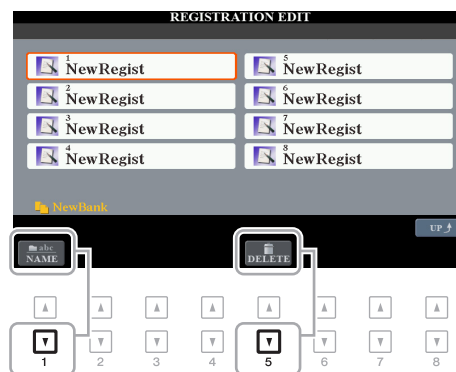 REGISTRATION EDIT
1
NewRegist
5
NewRegist
2
NewRegist
6
NewRegist
3
NewRegist
7
NewRegist
4
NewRegist
8
NewRegist
NewBank
UP
abc
NAME
DELETE
1 2 3 4 5 6 7 8